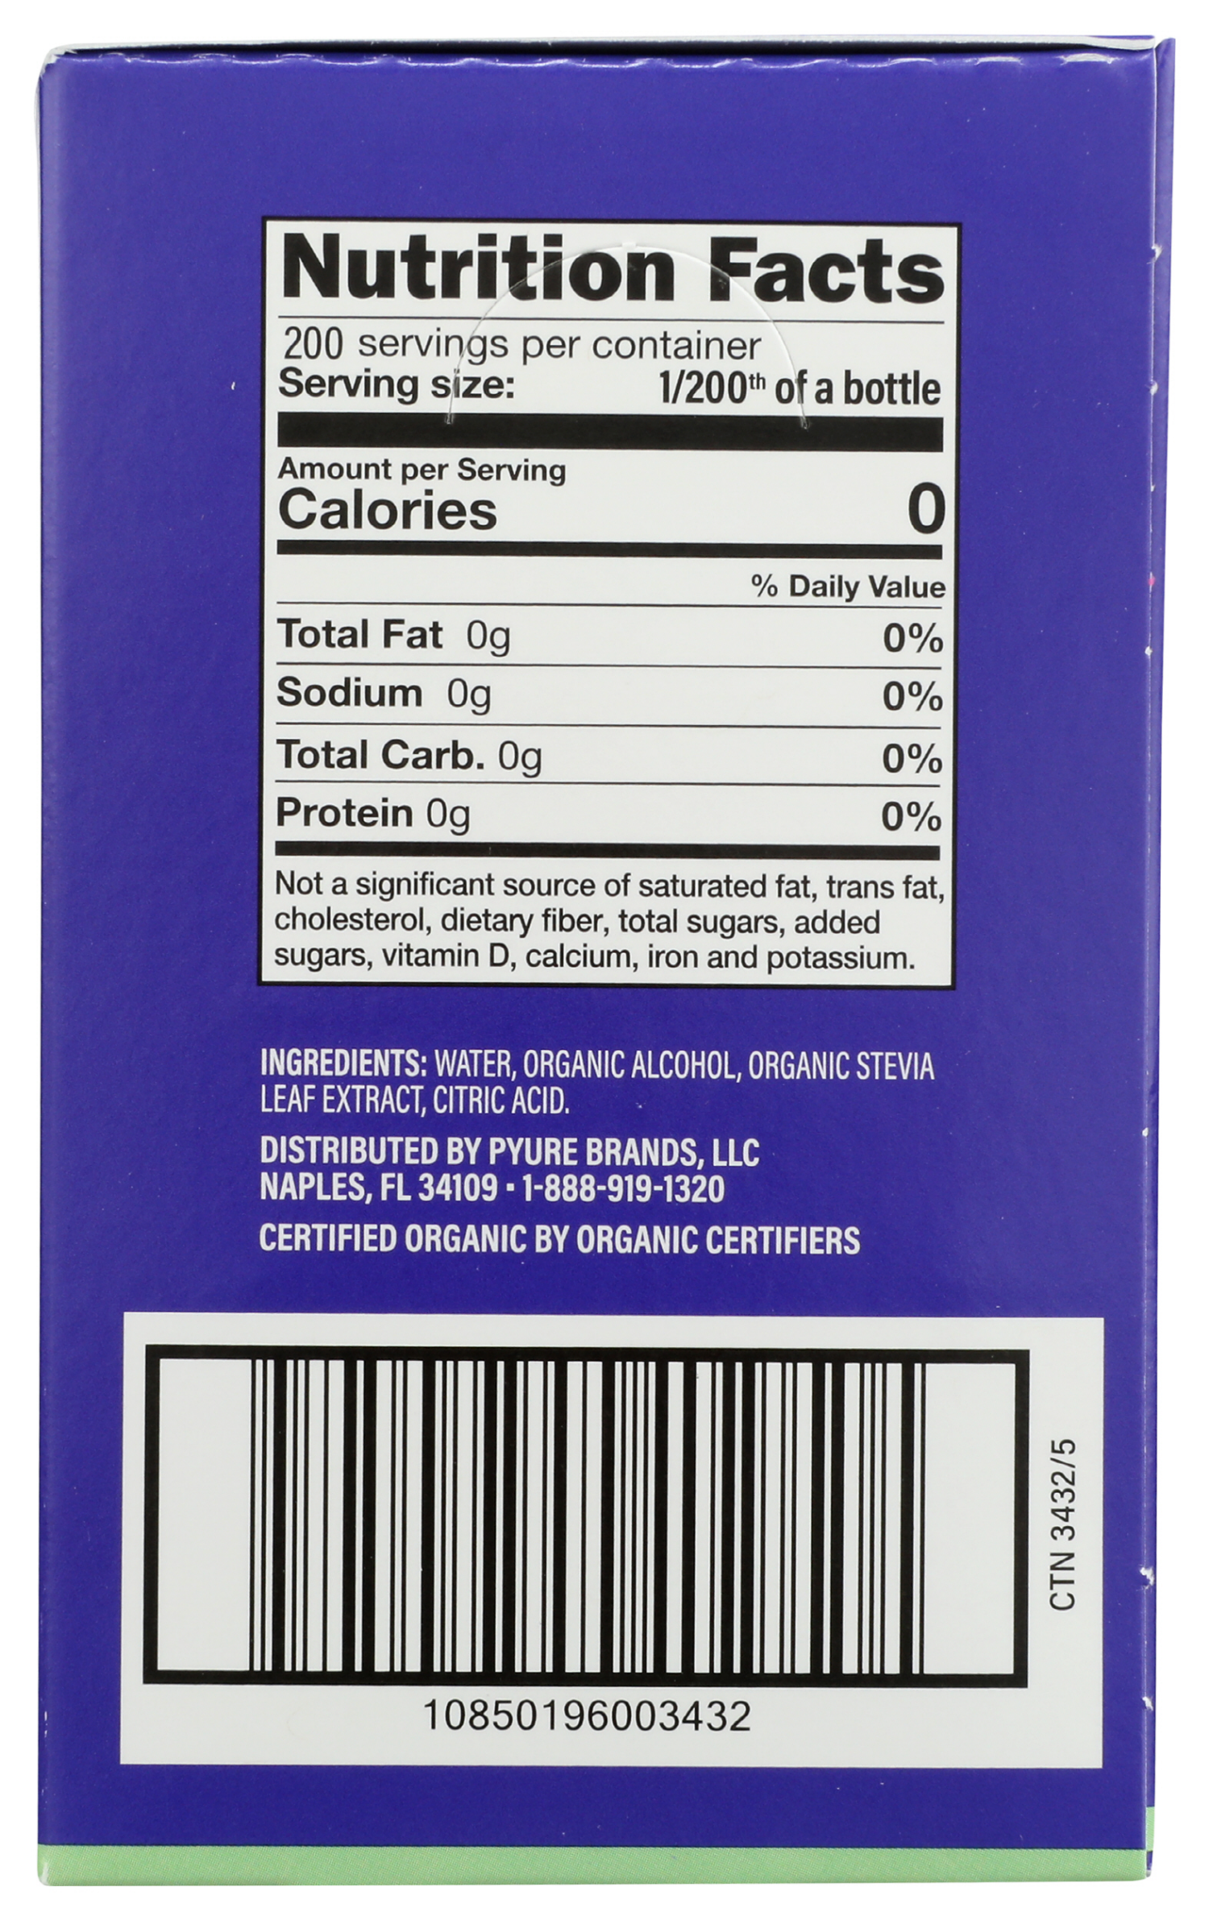 Nutrition Facts
200 servings per container
Serving size: 1/200th of a bottle
Amount per Serving
Calories 0
% Daily Value
Total Fat 0g 0%
Sodium 0g 0%
Total Carb. 0g 0%
Protein 0g 0%
Not a significant source of saturated fat, trans fat,
cholesterol, dietary fiber, total sugars, added
sugars, vitamin D, calcium, iron and potassium.
INGREDIENTS: WATER, ORGANIC ALCOHOL, ORGANIC STEVIA
LEAF EXTRACT, CITRIC ACID.
DISTRIBUTED BY PYURE BRANDS, LLC
NAPLES, FL 34109 • 1-888-919-1320
CERTIFIED ORGANIC BY ORGANIC CERTIFIERS
CTN 3432/5
10850196003432